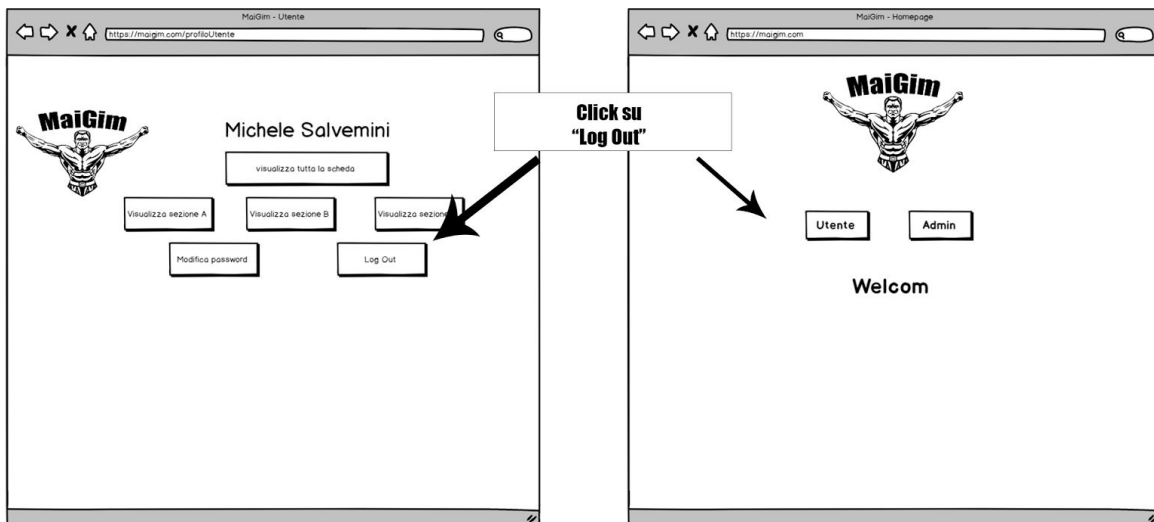 MaiGim - Utente
https://maigim.com/profiloUtente
MaiGim
Michele Salvemini
visualizza tutta la scheda
Visualizza sezione A
Visualizza sezione B
Visualizza sezione
Modifica password
Log Out
Click su
“Log Out”
MaiGim - Homepage
https://maigim.com
MaiGim
Utente
Admin
Welcom